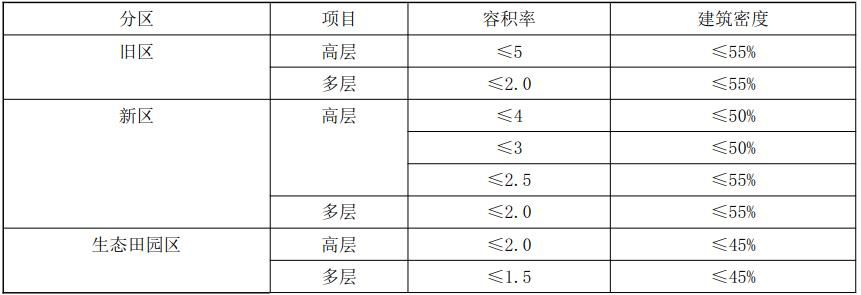 分区 项目 容积率 建筑密度
旧区 高层 ≤5 ≤55%
多层 ≤2.0 ≤55%
新区 高层 ≤4 ≤50%
≤3 ≤50%
≤2.5 ≤55%
多层 ≤2.0 ≤55%
生态田园区 高层 ≤2.0 ≤45%
多层 ≤1.5 ≤45%